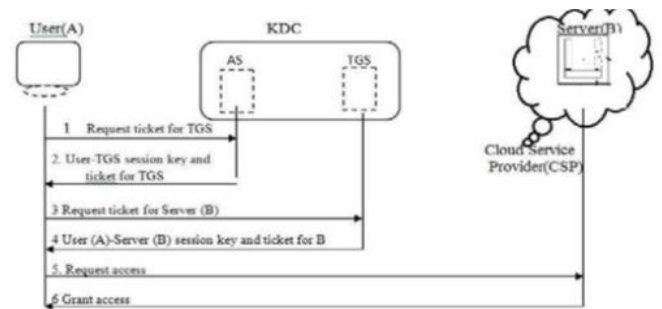 User(A)
KDC
Server(B)
AS
TGS
1 Request ticket for TGS
2. User-TGS session key and
ticket for TGS
Cloud Service
Provider(CSP)
3 Request ticket for Server (B)
4 User (A)-Server (B) session key and ticket for B
5. Request access
6 Grant access